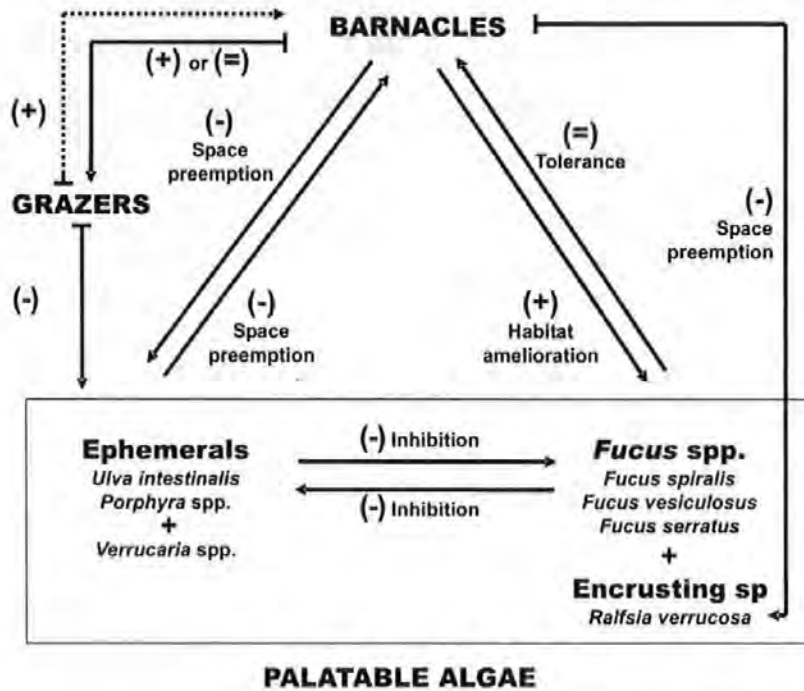 BARNACLES
(+) or (=)
(+)
(-)
Space
preemption
(=)
Tolerance
(-)
Space
preemption
GRAZERS
(-)
(-)
Space
preemption
(+)
Habitat
amelioration
Ephemerals
Ulva intestinalis
Porphyra spp.
+
Verrucaria spp.
(-) Inhibition
(-) Inhibition
Fucus spp.
Fucus spiralis
Fucus vesiculosus
Fucus serratus
+
Encrusting sp
Ralfsia verrucosa
PALATABLE ALGAE